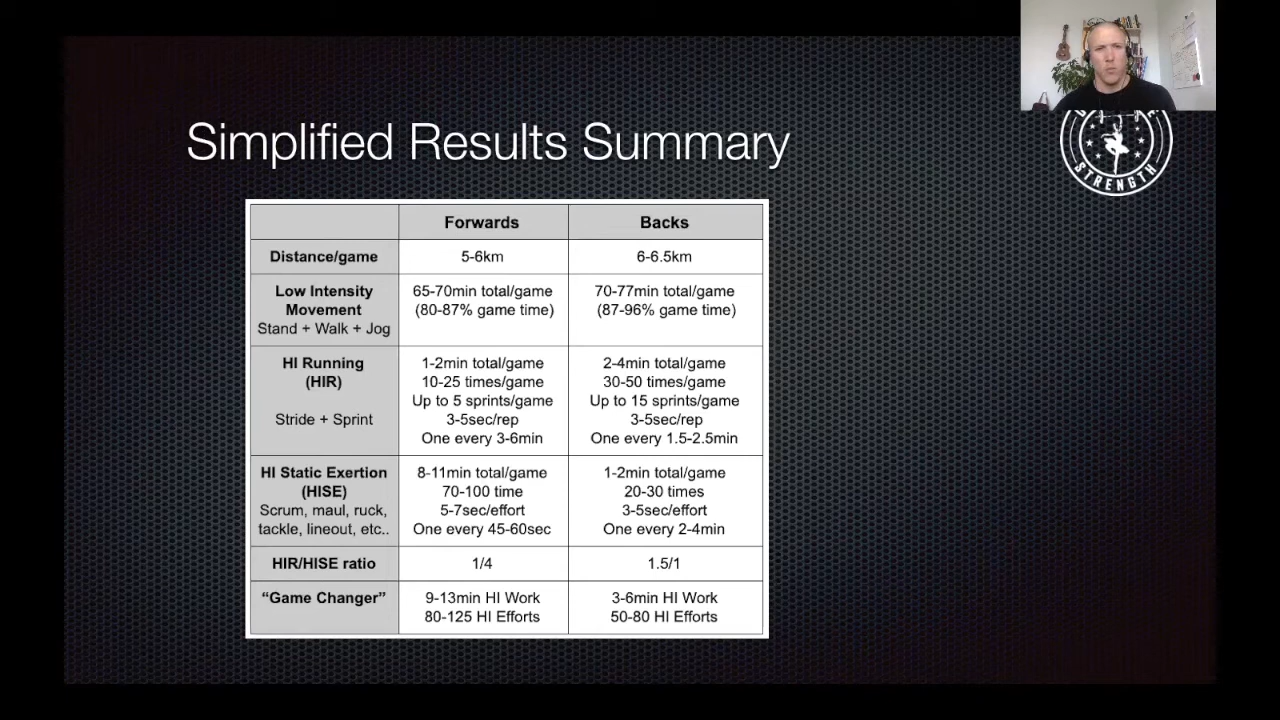 Simplified Results Summary
STRENGTH
Forwards
Backs
Distance/game
5-6km
6-6.5km
Low Intensity
Movement
Stand + Walk + Jog
65-70min total/game
(80-87% game time)
70-77min total/game
(87-96% game time)
HI Running
(HIR)
Stride + Sprint
1-2min total/game
10-25 times/game
Up to 5 sprints/game
3-5sec/rep
One every 3-6min
2-4min total/game
30-50 times/game
Up to 15 sprints/game
3-5sec/rep
One every 1.5-2.5min
HI Static Exertion
(HISE)
Scrum, maul, ruck,
tackle, lineout, etc..
8-11min total/game
70-100 time
5-7sec/effort
One every 45-60sec
1-2min total/game
20-30 times
3-5sec/effort
One every 2-4min
HIR/HISE ratio
1/4
1.5/1
“Game Changer”
9-13min HI Work
80-125 HI Efforts
3-6min HI Work
50-80 HI Efforts